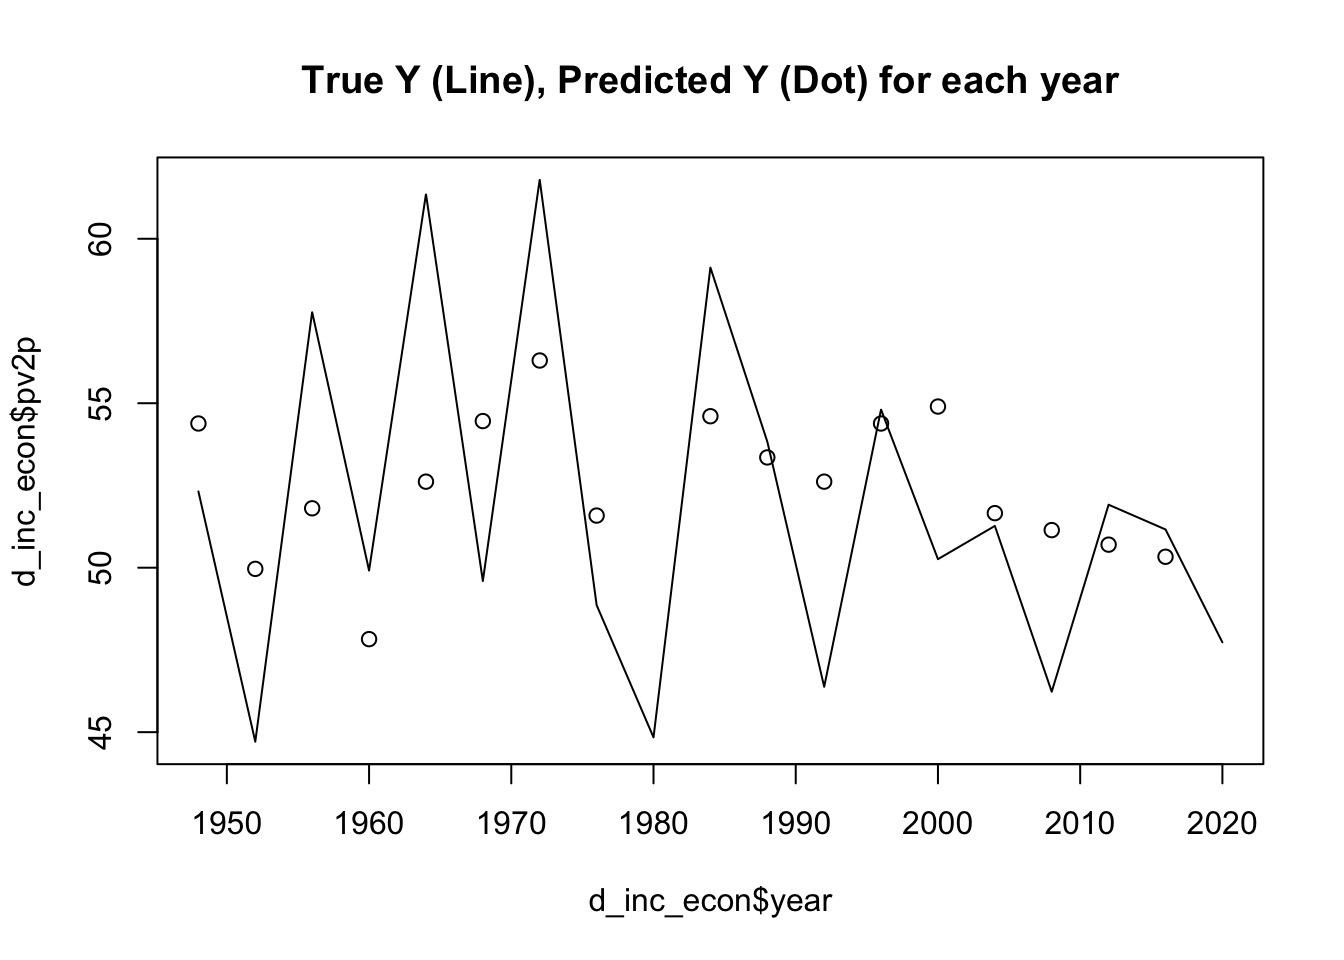 True Y (Line), Predicted Y (Dot) for each year
d_inc_econ$pv2p
60
55
50
45
1950 1960 1970 1980 1990 2000 2010 2020
d_inc_econ$year